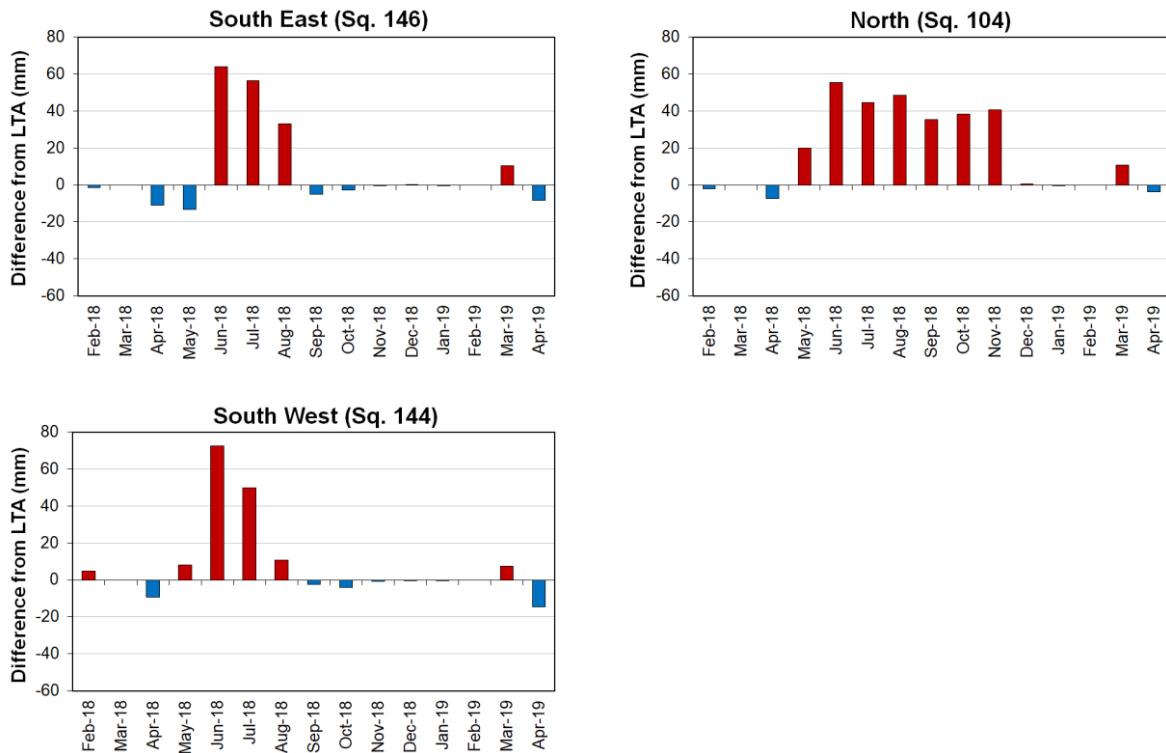 South East (Sq. 146)
Difference from LTA (mm)
80
60
40
20
0
-20
-40
-60
Feb-18
Mar-18
Apr-18
May-18
Jun-18
Jul-18
Aug-18
Sep-18
Oct-18
Nov-18
Dec-18
Jan-19
Feb-19
Mar-19
Apr-19
North (Sq. 104)
Difference from LTA (mm)
80
60
40
20
0
-20
-40
-60
Feb-18
Mar-18
Apr-18
May-18
Jun-18
Jul-18
Aug-18
Sep-18
Oct-18
Nov-18
Dec-18
Jan-19
Feb-19
Mar-19
Apr-19
South West (Sq. 144)
Difference from LTA (mm)
80
60
40
20
0
-20
-40
-60
Feb-18
Mar-18
Apr-18
May-18
Jun-18
Jul-18
Aug-18
Sep-18
Oct-18
Nov-18
Dec-18
Jan-19
Feb-19
Mar-19
Apr-19